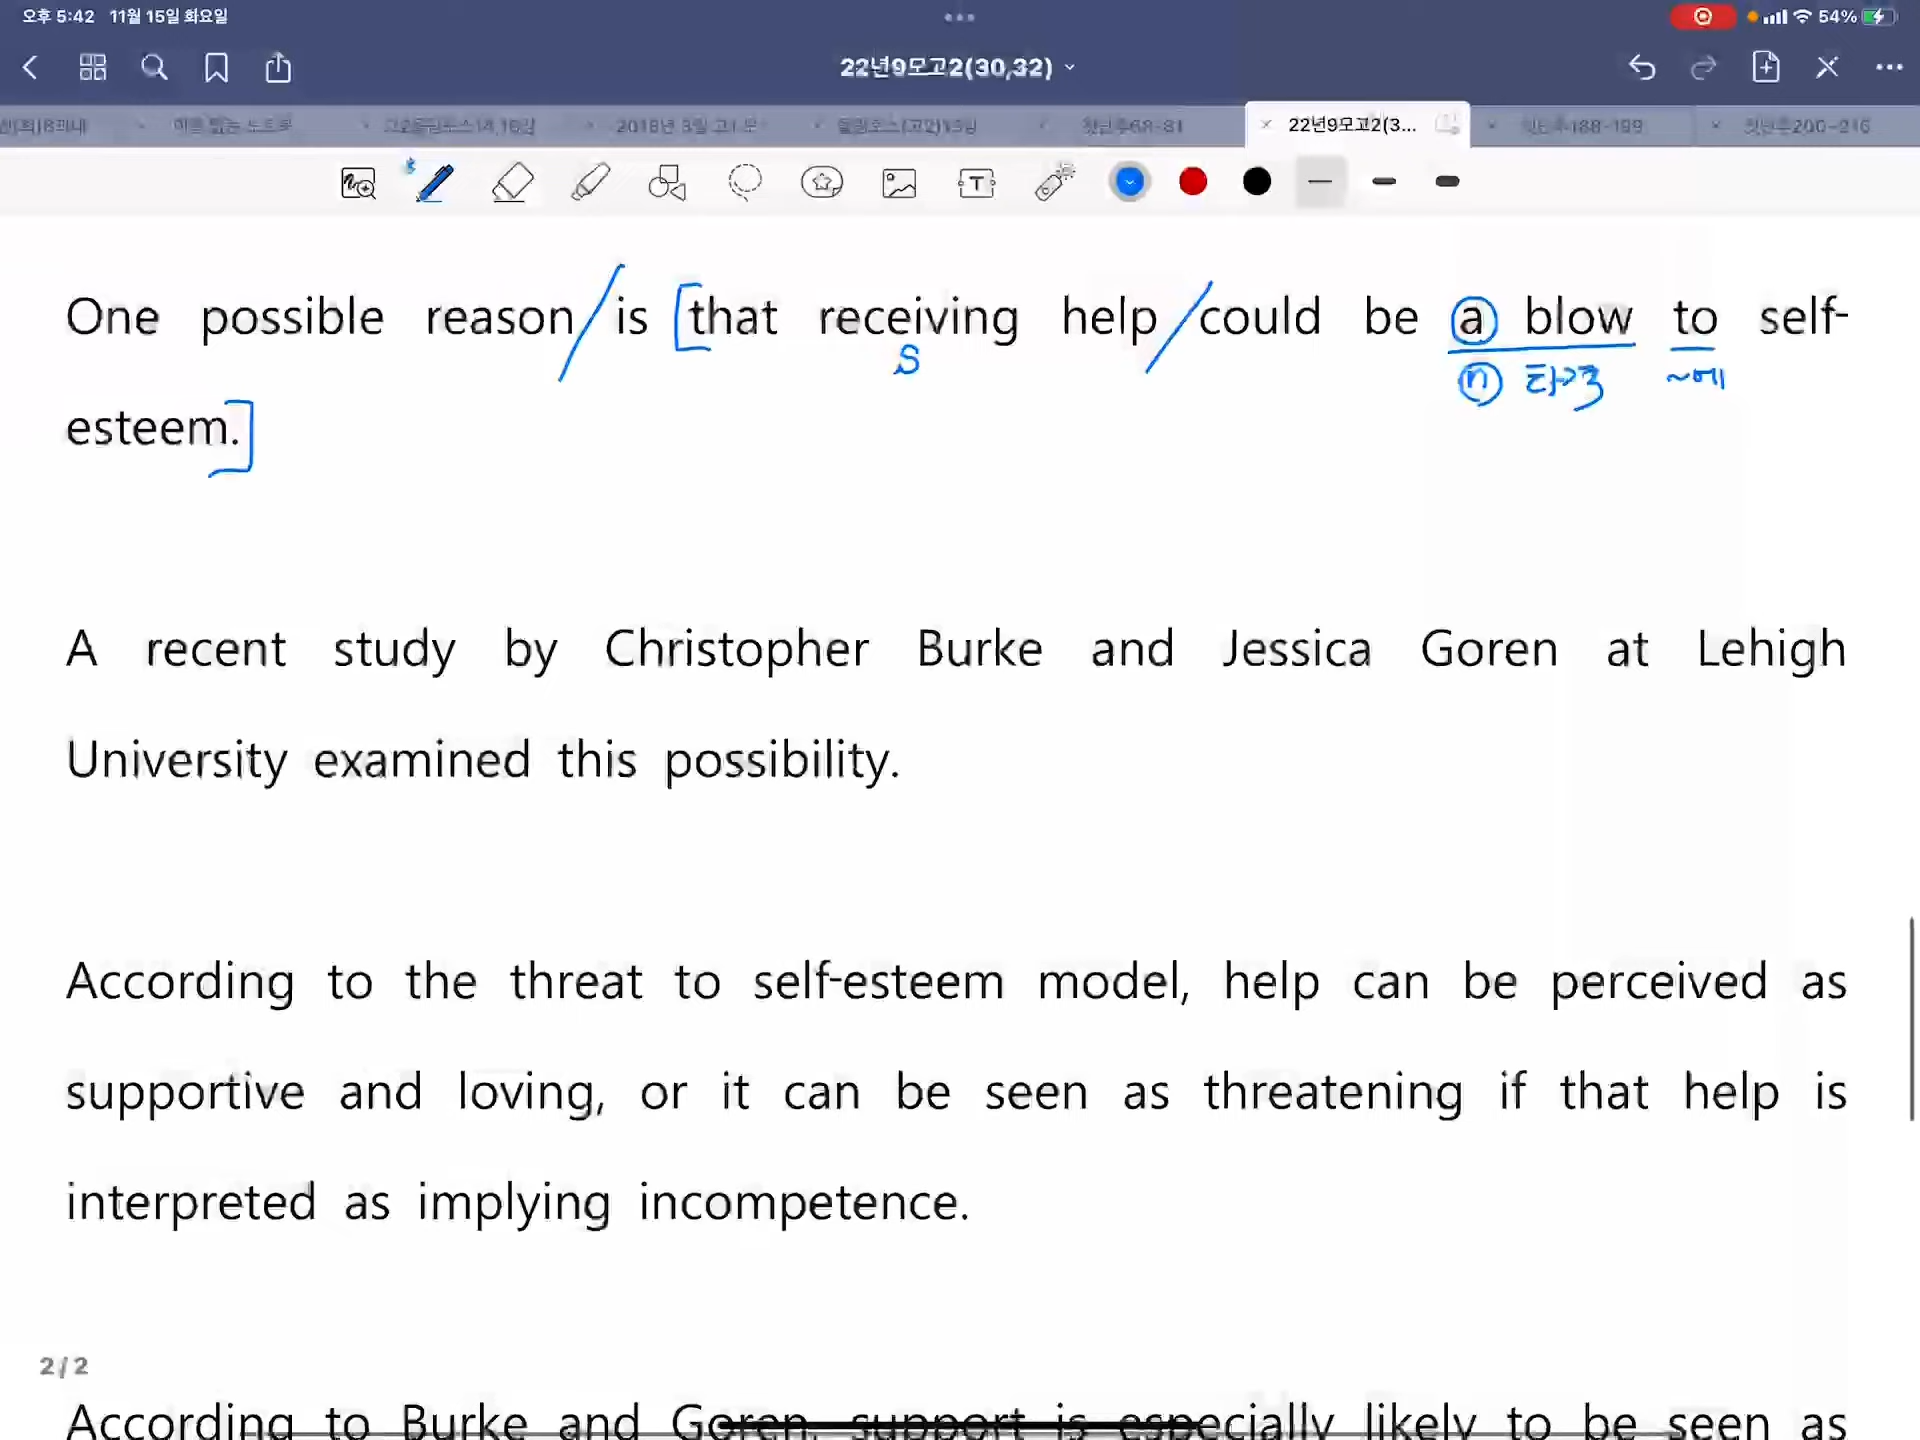 오후 5:42 11월 15일 화요일
54%
22년9모고2(30,32)
22년9모고2(3...
One possible reason is that receiving help could be a blow to self-
S
n 타격 ~에
esteem.
A recent study by Christopher Burke and Jessica Goren at Lehigh
University examined this possibility.
According to the threat to self-esteem model, help can be perceived as
supportive and loving, or it can be seen as threatening if that help is
interpreted as implying incompetence.
2/2
According to Burke and Goren, support is especially likely to be seen as